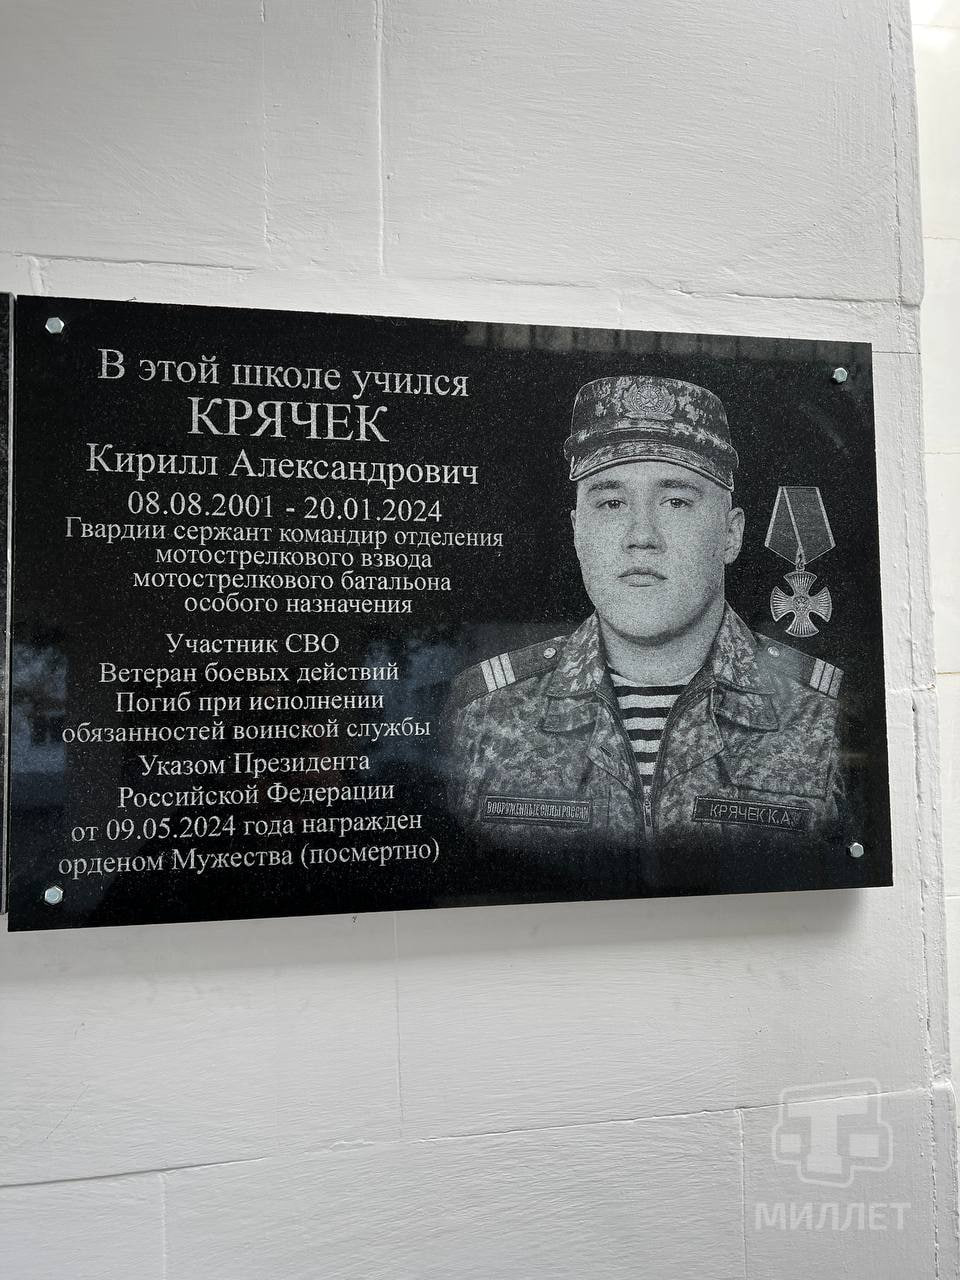 В этой школе учился
КРЯЧЕК
Кирилл Александрович
08.08.2001 - 20.01.2024
Гвардии сержант командир отделения
мотострелкового взвода
мотострелкового батальона
особого назначения
Участник СВО
Ветеран боевых действий
Погиб при исполнении
обязанностей воинской службы
Указом Президента
Российской Федерации
от 09.05.2024 года награжден
орденом Мужества (посмертно)
ВООРУЖЕННЫЕ СИЛЫ РОССИИ
КРЯЧЕК К.А.
МИЛЛЕТ